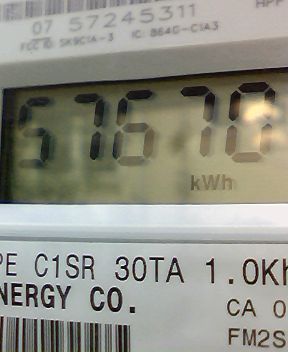 07 57245311
FCC ID: SK9C1A-3 IC: 864G-C1A3
57670
kWh
PE C1SR 30TA 1.0Kh
NERGY CO.
CA 0
FM2S